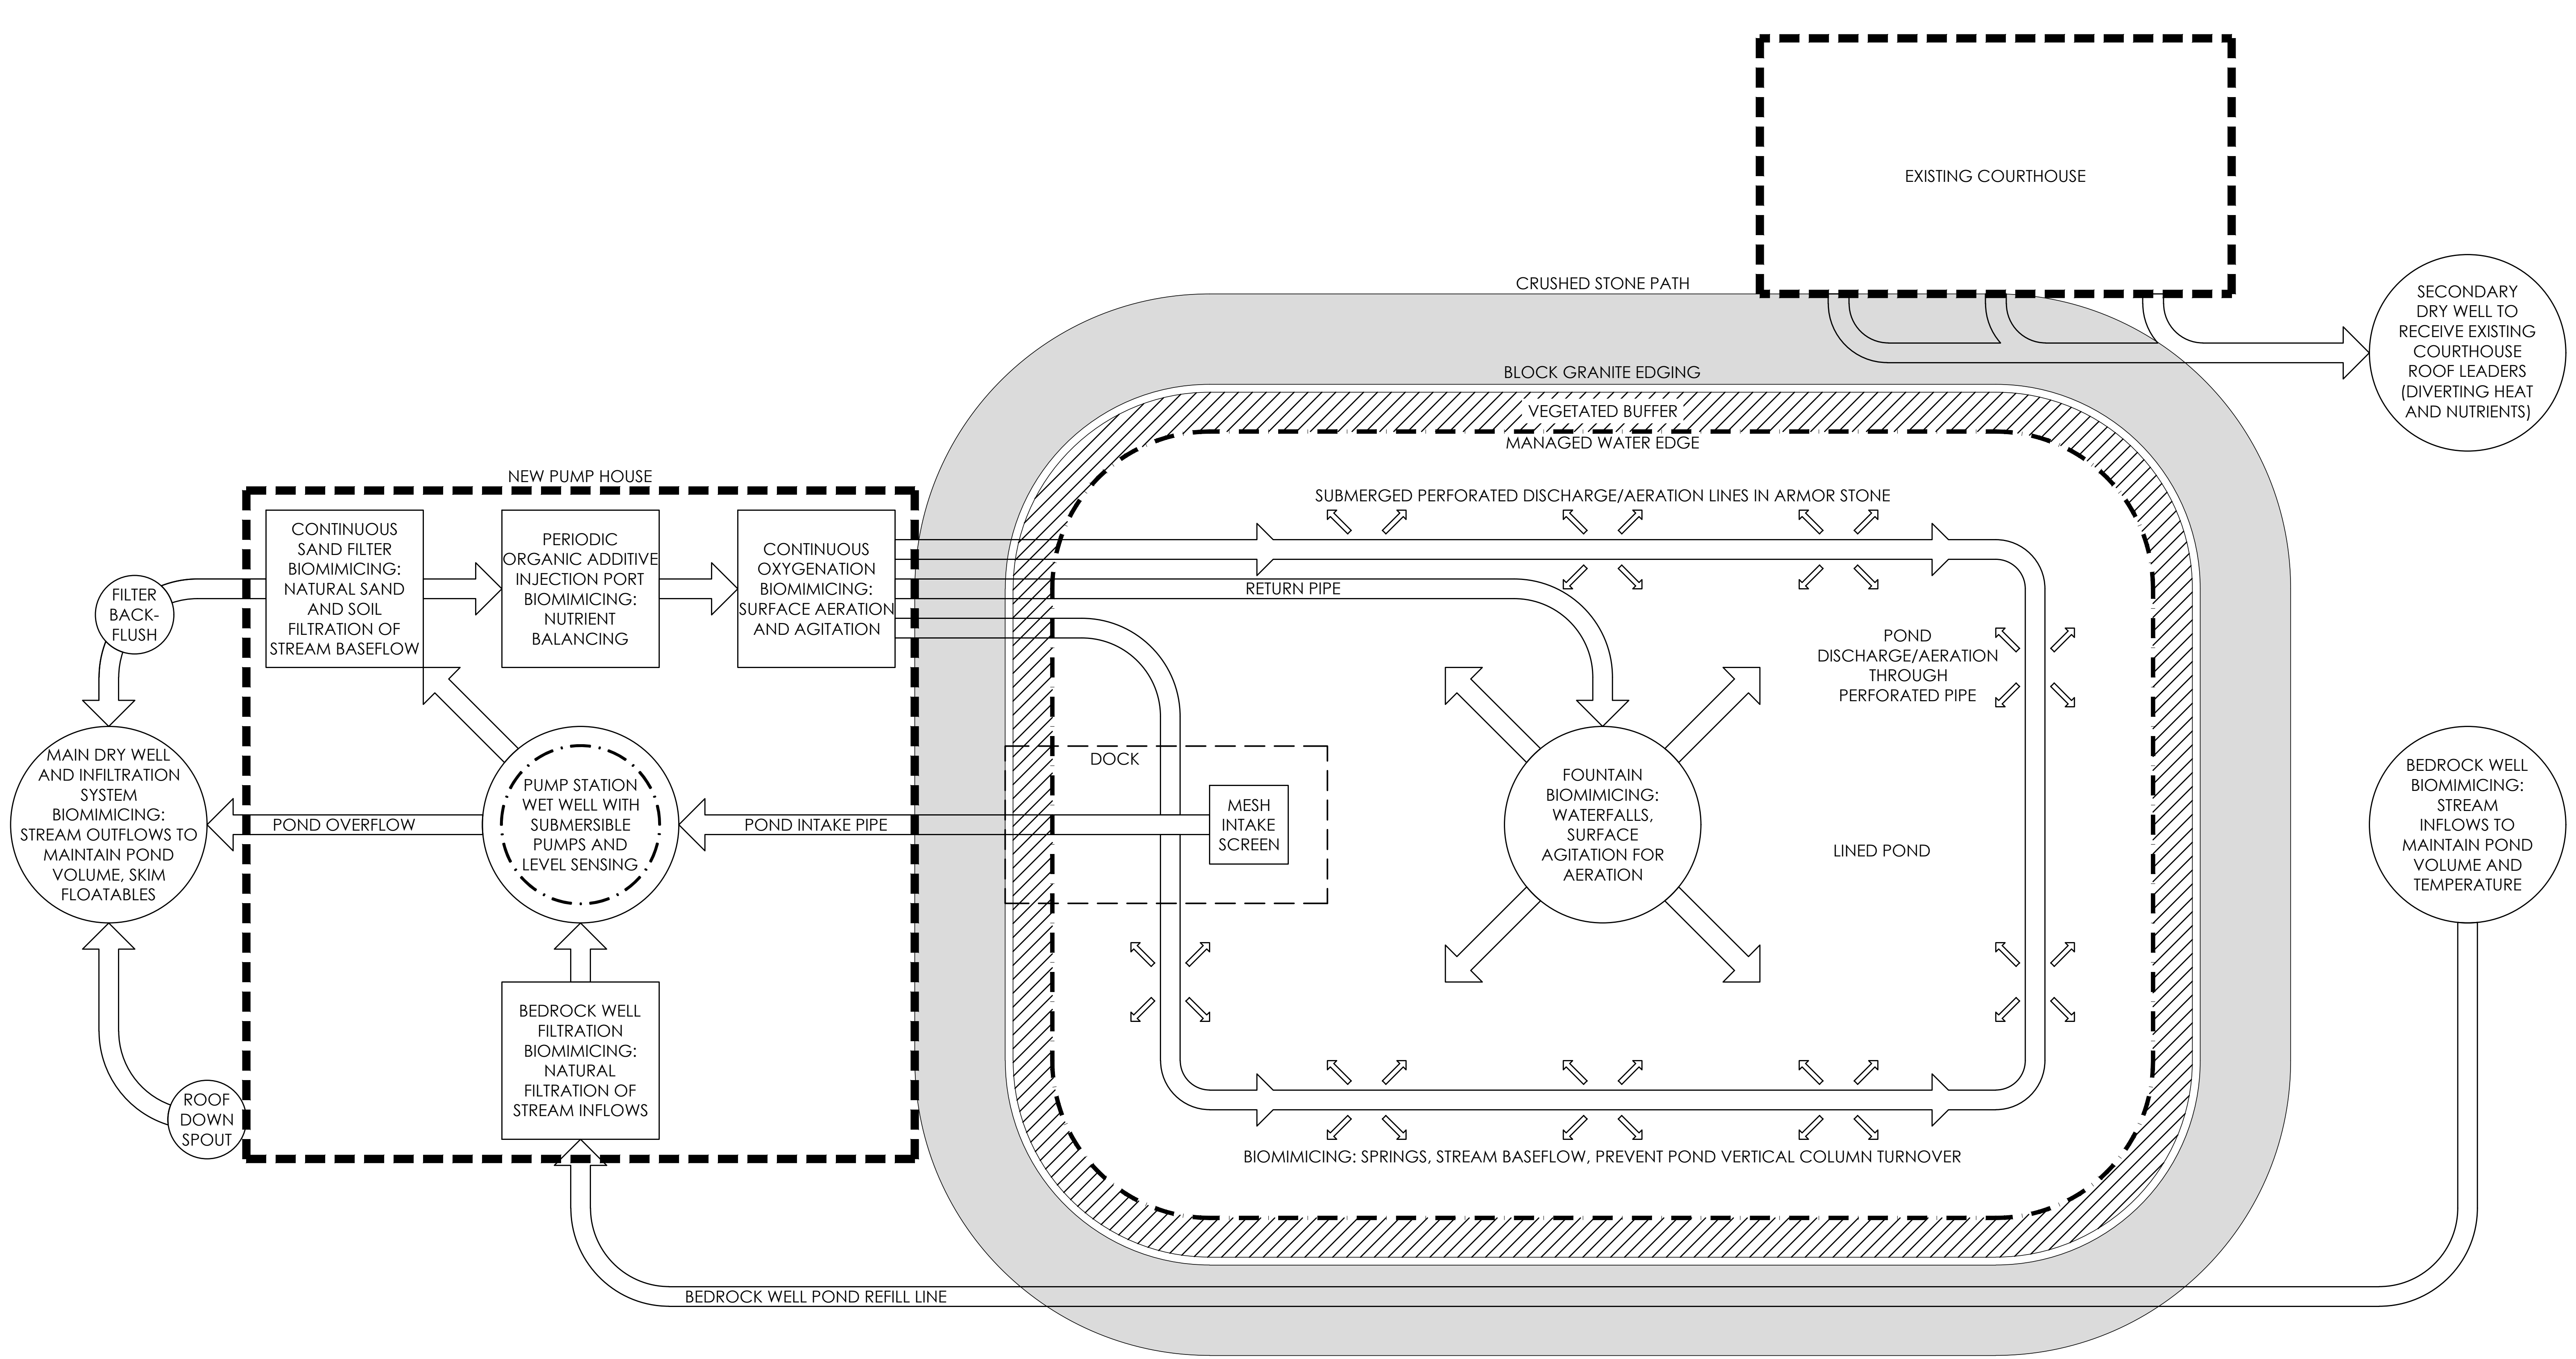 EXISTING COURTHOUSE
CRUSHED STONE PATH
SECONDARY
DRY WELL TO
RECEIVE EXISTING
COURTHOUSE
ROOF LEADERS
(DIVERTING HEAT
AND NUTRIENTS)
BLOCK GRANITE EDGING
VEGETATED BUFFER
MANAGED WATER EDGE
NEW PUMP HOUSE
SUBMERGED PERFORATED DISCHARGE/AERATION LINES IN ARMOR STONE
FILTER
BACK-
FLUSH
CONTINUOUS
SAND FILTER
BIOMIMICING:
NATURAL SAND
AND SOIL
FILTRATION OF
STREAM BASEFLOW
PERIODIC
ORGANIC ADDITIVE
INJECTION PORT
BIOMIMICING:
NUTRIENT
BALANCING
CONTINUOUS
OXYGENATION
BIOMIMICING:
SURFACE AERATION
AND AGITATION
RETURN PIPE
POND
DISCHARGE/AERATION
THROUGH
PERFORATED PIPE
MAIN DRY WELL
AND INFILTRATION
SYSTEM
BIOMIMICING:
STREAM OUTFLOWS TO
MAINTAIN POND
VOLUME, SKIM
FLOATABLES
POND OVERFLOW
PUMP STATION
WET WELL WITH
SUBMERSIBLE
PUMPS AND
LEVEL SENSING
POND INTAKE PIPE
DOCK
MESH
INTAKE
SCREEN
FOUNTAIN
BIOMIMICING:
WATERFALLS,
SURFACE
AGITATION FOR
AERATION
LINED POND
BEDROCK WELL
BIOMIMICING:
STREAM
INFLOWS TO
MAINTAIN POND
VOLUME AND
TEMPERATURE
BEDROCK WELL
FILTRATION
BIOMIMICING:
NATURAL
FILTRATION OF
STREAM INFLOWS
ROOF
DOWN
SPOUT
BIOMIMICING: SPRINGS, STREAM BASEFLOW, PREVENT POND VERTICAL COLUMN TURNOVER
BEDROCK WELL POND REFILL LINE